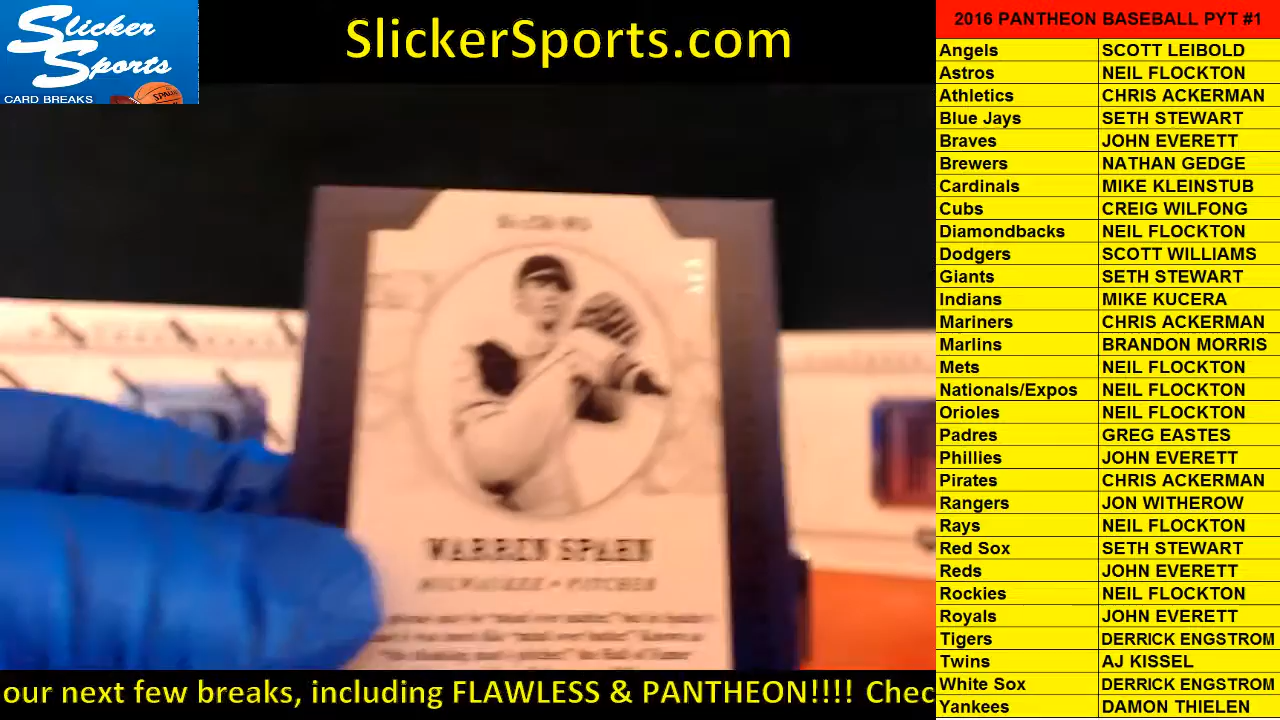 Slicker
Sports
CARD BREAKS
SPALDING
SlickerSports.com
2016 PANTHEON BASEBALL PYT #1
Angels SCOTT LEIBOLD
Astros NEIL FLOCKTON
Athletics CHRIS ACKERMAN
Blue Jays SETH STEWART
Braves JOHN EVERETT
Brewers NATHAN GEDGE
Cardinals MIKE KLEINSTUB
Cubs CREIG WILFONG
Diamondbacks NEIL FLOCKTON
Dodgers SCOTT WILLIAMS
Giants SETH STEWART
Indians MIKE KUCERA
Mariners CHRIS ACKERMAN
Marlins BRANDON MORRIS
Mets NEIL FLOCKTON
Nationals/Expos NEIL FLOCKTON
Orioles NEIL FLOCKTON
Padres GREG EASTES
Phillies JOHN EVERETT
Pirates CHRIS ACKERMAN
Rangers JON WITHEROW
Rays NEIL FLOCKTON
Red Sox SETH STEWART
Reds JOHN EVERETT
Rockies NEIL FLOCKTON
Royals JOHN EVERETT
Tigers DERRICK ENGSTROM
Twins AJ KISSEL
White Sox DERRICK ENGSTROM
Yankees DAMON THIELEN
WARREN SPAHN
MILWAUKEE • PITCHER
our next few breaks, including FLAWLESS & PANTHEON!!!! Chec